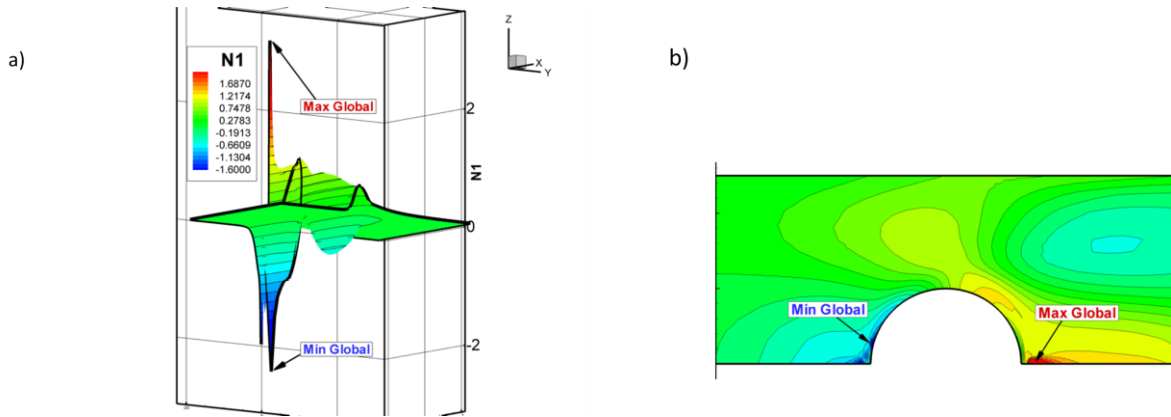 a)
N1
1.6870
1.2174
0.7478
0.2783
-0.1913
-0.6609
-1.1304
-1.6000
Max Global
Z
X
Y
2
N1
0
-2
Min Global
b)
Min Global
Max Global